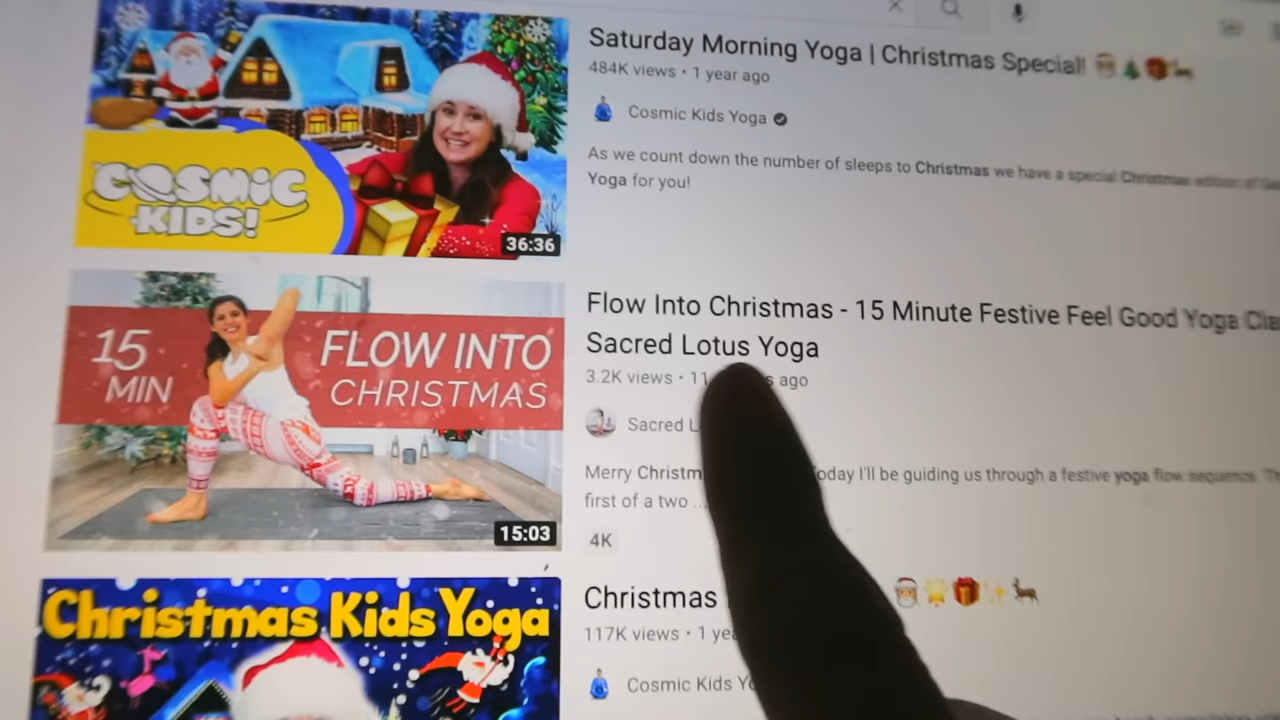 Saturday Morning Yoga | Christmas Special! 🎅🎄🎁🦌
484K views • 1 year ago
Cosmic Kids Yoga
As we count down the number of sleeps to Christmas we have a special Christmas edition of
Yoga for you!
COSMiC
KiDS!
36:36
Flow Into Christmas - 15 Minute Festive Feel Good Yoga
Sacred Lotus Yoga
3.2K views • 11 ago
Sacred
Merry today I'll be guiding us through a festive yoga flow sequence.
first of a two ...
4K
15
MIN
FLOW INTO
CHRISTMAS
15:03
Christmas 🎅🌟🎁✨🦌
117K views • 1
Cosmic Kids
Christmas Kids Yoga